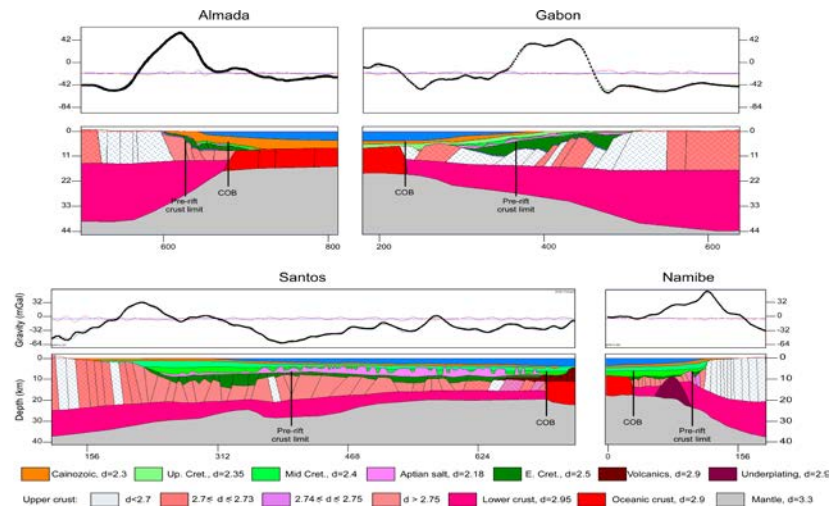 Almada Gabon
42 42
0 0
-42 -42
-84 -84
0 0
11 11
22 22
33 33
44 44
COB COB
Pre-rift crust limit Pre-rift crust limit
600 800 200 400 600
Santos Namibe
Gravity (mGal)
32 32
0 0
-32 -32
-64 -64
Depth (km)
0 0
10 10
20 20
30 30
40 40
Pre-rift crust limit COB COB Pre-rift crust limit
156 312 468 624 0 156
Cainozoic, d=2.3 Up. Cret., d=2.35 Mid Cret., d=2.4 Aptian salt, d=2.18 E. Cret., d=2.5 Volcanics, d=2.9 Underplating, d=2.9
Upper crust: d<2.7 2.7≤ d ≤ 2.73 2.74 ≤ d ≤ 2.75 d > 2.75 Lower crust, d=2.95 Oceanic crust, d=2.9 Mantle, d=3.3